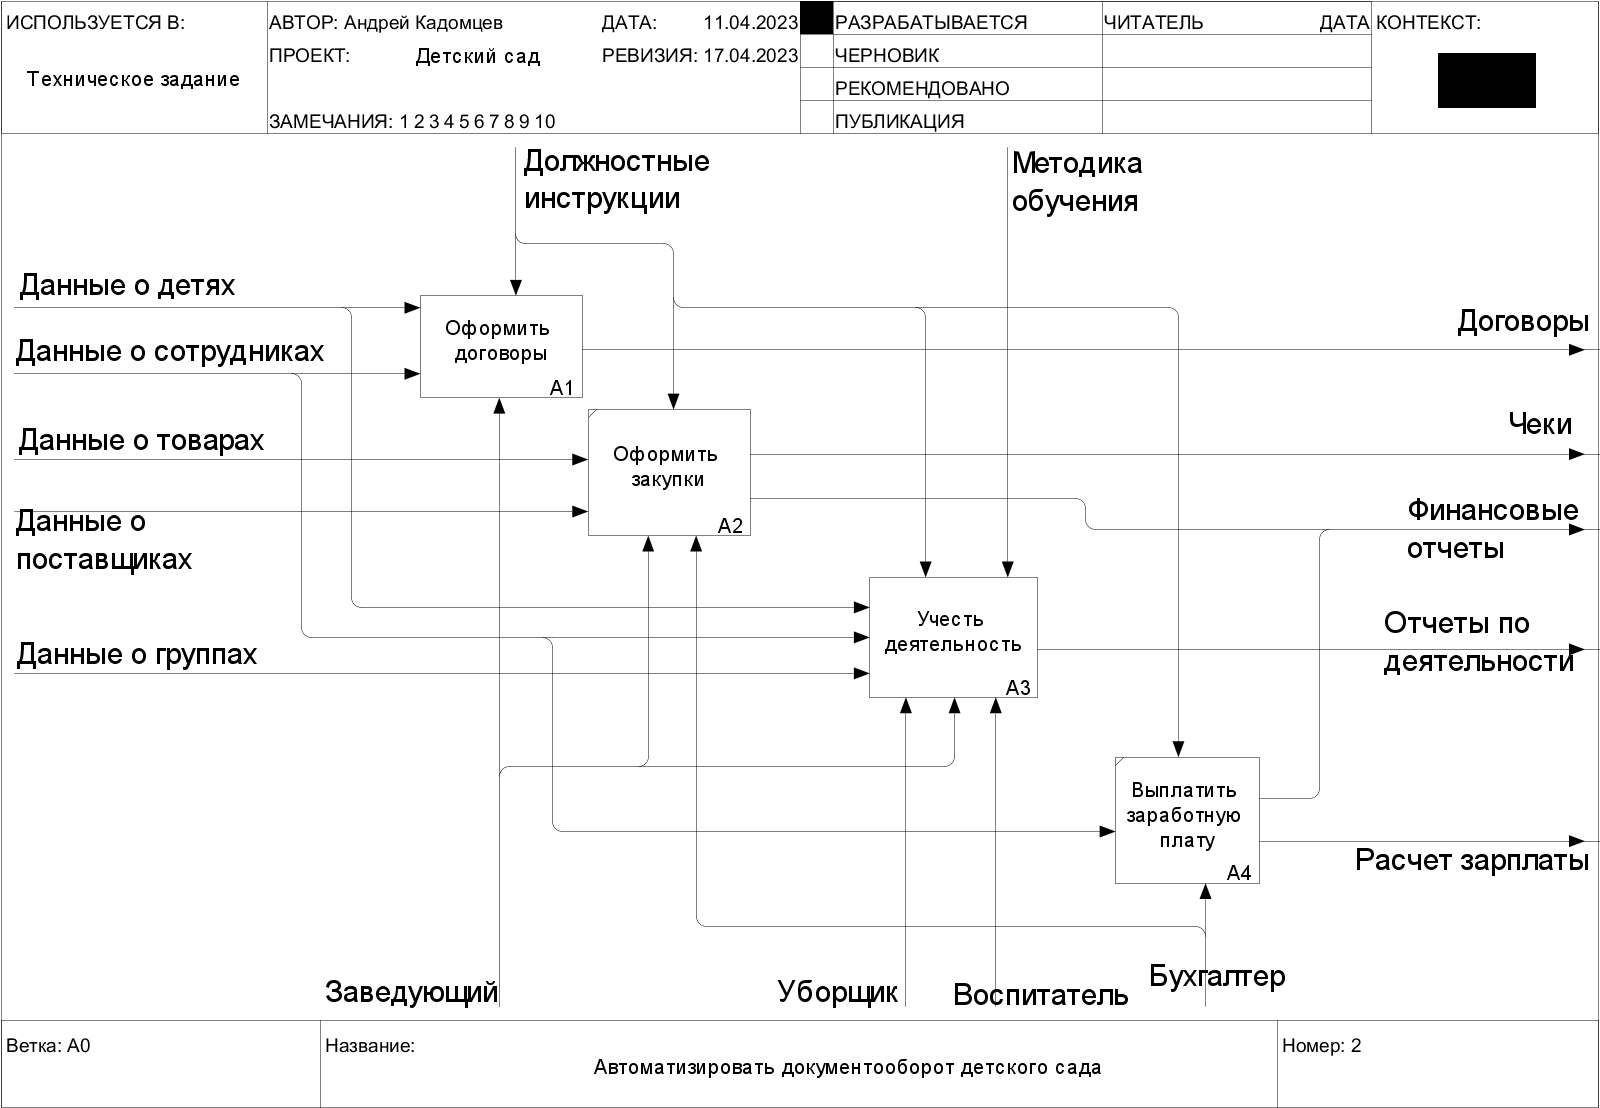 ИСПОЛЬЗУЕТСЯ В:
Техническое задание
АВТОР: Андрей Кадомцев
ДАТА: 11.04.2023
ПРОЕКТ: Детский сад
РЕВИЗИЯ: 17.04.2023
ЗАМЕЧАНИЯ: 1 2 3 4 5 6 7 8 9 10
РАЗРАБАТЫВАЕТСЯ
ЧЕРНОВИК
РЕКОМЕНДОВАНО
ПУБЛИКАЦИЯ
ЧИТАТЕЛЬ
ДАТА
КОНТЕКСТ:
Должностные
инструкции
Методика
обучения
Данные о детях
Данные о сотрудниках
Данные о товарах
Данные о
поставщиках
Данные о группах
Оформить
договоры
A1
Оформить
закупки
A2
Учесть
деятельность
A3
Выплатить
заработную
плату
A4
Договоры
Чеки
Финансовые
отчеты
Отчеты по
деятельности
Расчет зарплаты
Заведующий
Уборщик
Воспитатель
Бухгалтер
Ветка: A0
Название:
Автоматизировать документооборот детского сада
Номер: 2